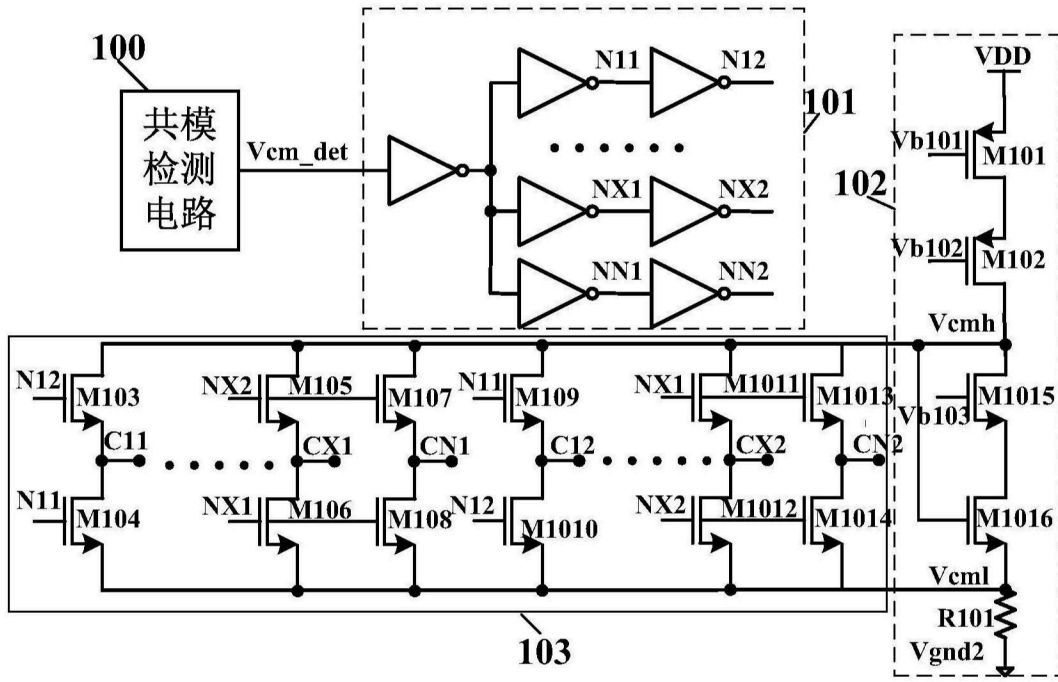 100
共模
检测
电路
Vcm_det
N11
N12
NX1
NX2
NN1
NN2
101
102
VDD
Vb101
M101
Vb102
M102
Vcmh
N12
M103
C11
N11
M104
NX2
M105
CX1
NX1
M106
M107
CN1
M108
N11
M109
C12
N12
M1010
NX1
M1011
CX2
NX2
M1012
M1013
CN2
M1014
Vb103
M1015
M1016
Vcml
R101
Vgnd2
103